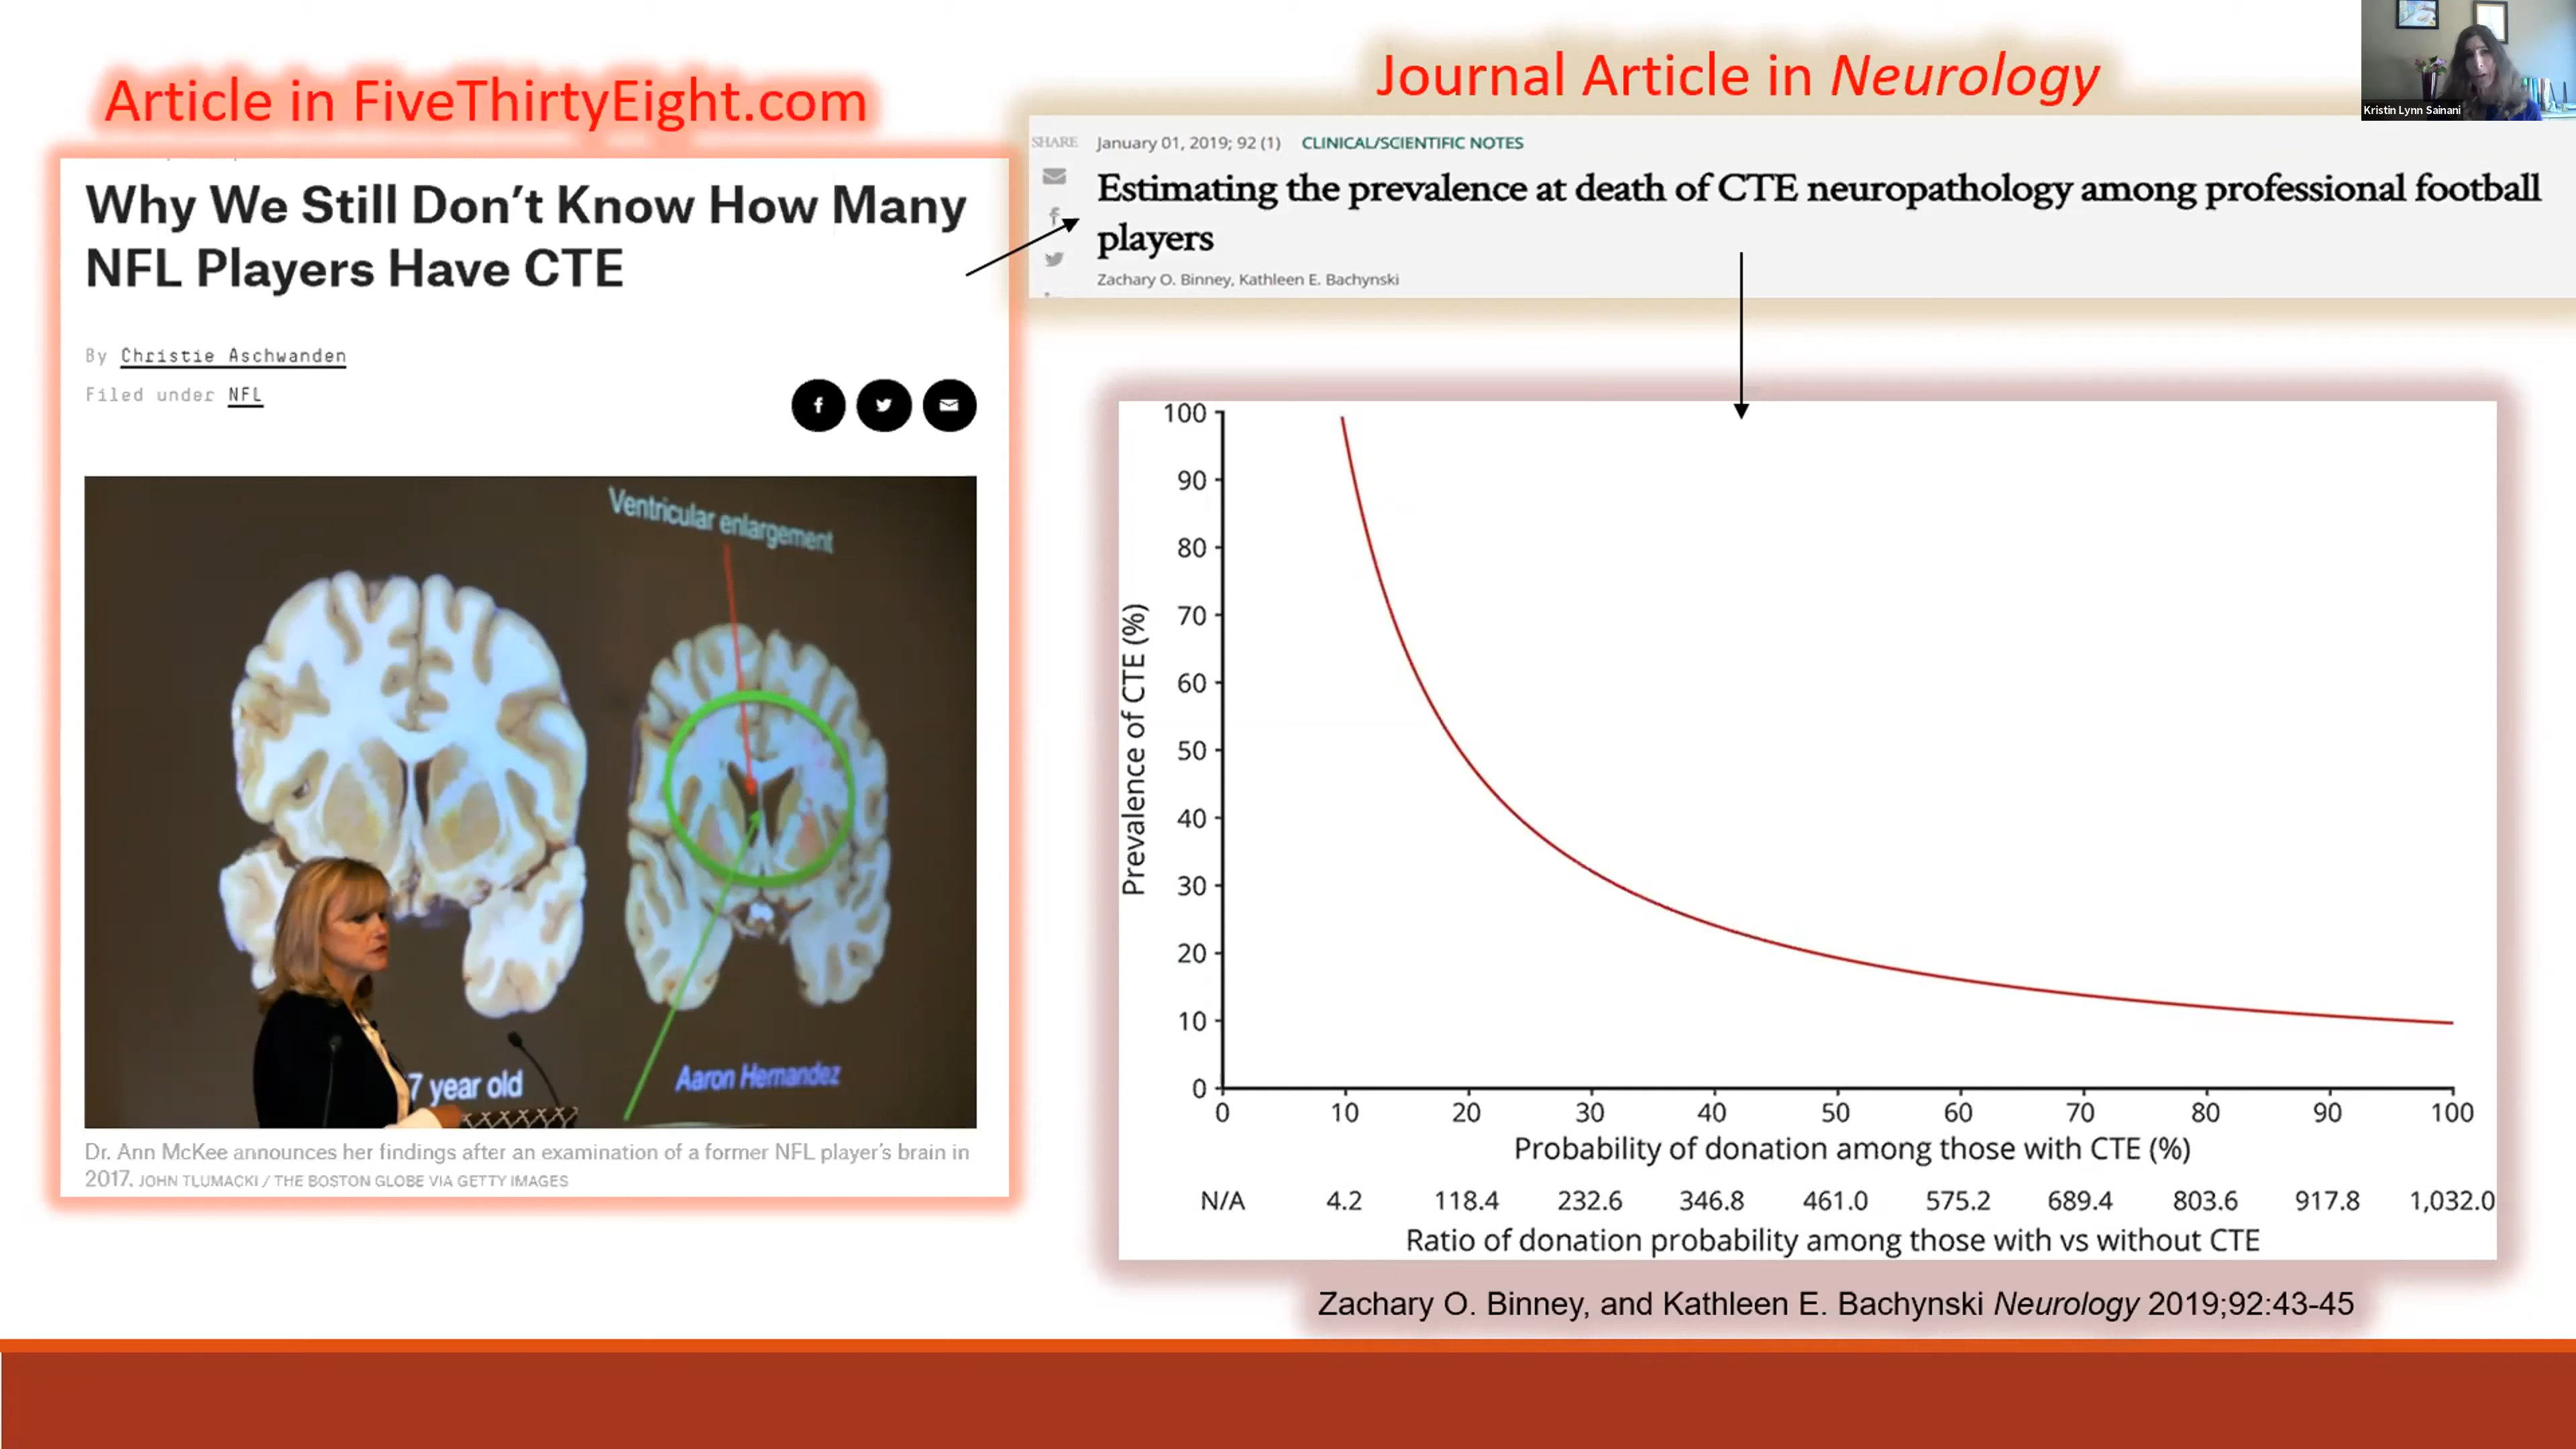 Article in FiveThirtyEight.com
Why We Still Don't Know How Many
NFL Players Have CTE
By Christie Aschwanden
Filed under NFL
Ventricular enlargement
7 year old
Aaron Hernandez
Dr. Ann McKee announces her findings after an examination of a former NFL player's brain in
2017. JOHN TLUMACKI / THE BOSTON GLOBE VIA GETTY IMAGES
Journal Article in Neurology
SHARE
January 01, 2019; 92 (1) CLINICAL/SCIENTIFIC NOTES
Estimating the prevalence at death of CTE neuropathology among professional football
players
Zachary O. Binney, Kathleen E. Bachynski
Kristin Lynn Sainani
Prevalence of CTE (%)
100
90
80
70
60
50
40
30
20
10
0
0 10 20 30 40 50 60 70 80 90 100
Probability of donation among those with CTE (%)
N/A 4.2 118.4 232.6 346.8 461.0 575.2 689.4 803.6 917.8 1,032.0
Ratio of donation probability among those with vs without CTE
Zachary O. Binney, and Kathleen E. Bachynski Neurology 2019;92:43-45